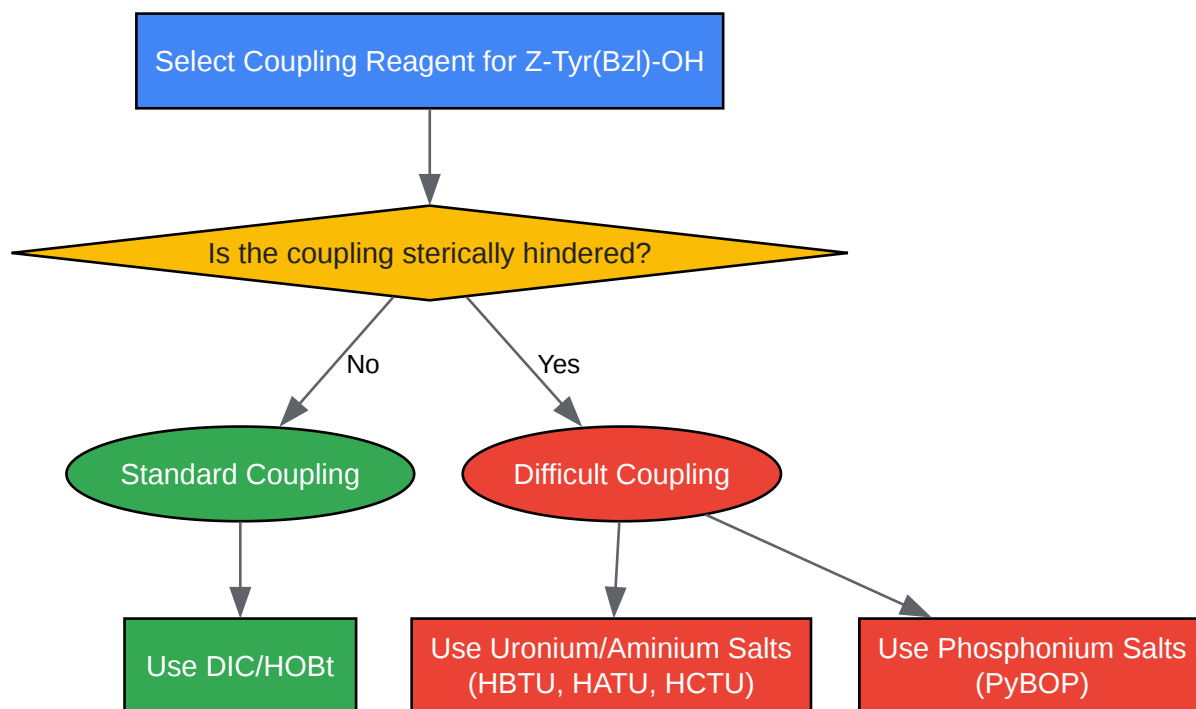 Select Coupling Reagent for Z-Tyr(Bzl)-OH
Is the coupling sterically hindered?
No
Yes
Standard Coupling
Difficult Coupling
Use DIC/HOBt
Use Uronium/Aminium Salts
(HBTU, HATU, HCTU)
Use Phosphonium Salts
(PyBOP)